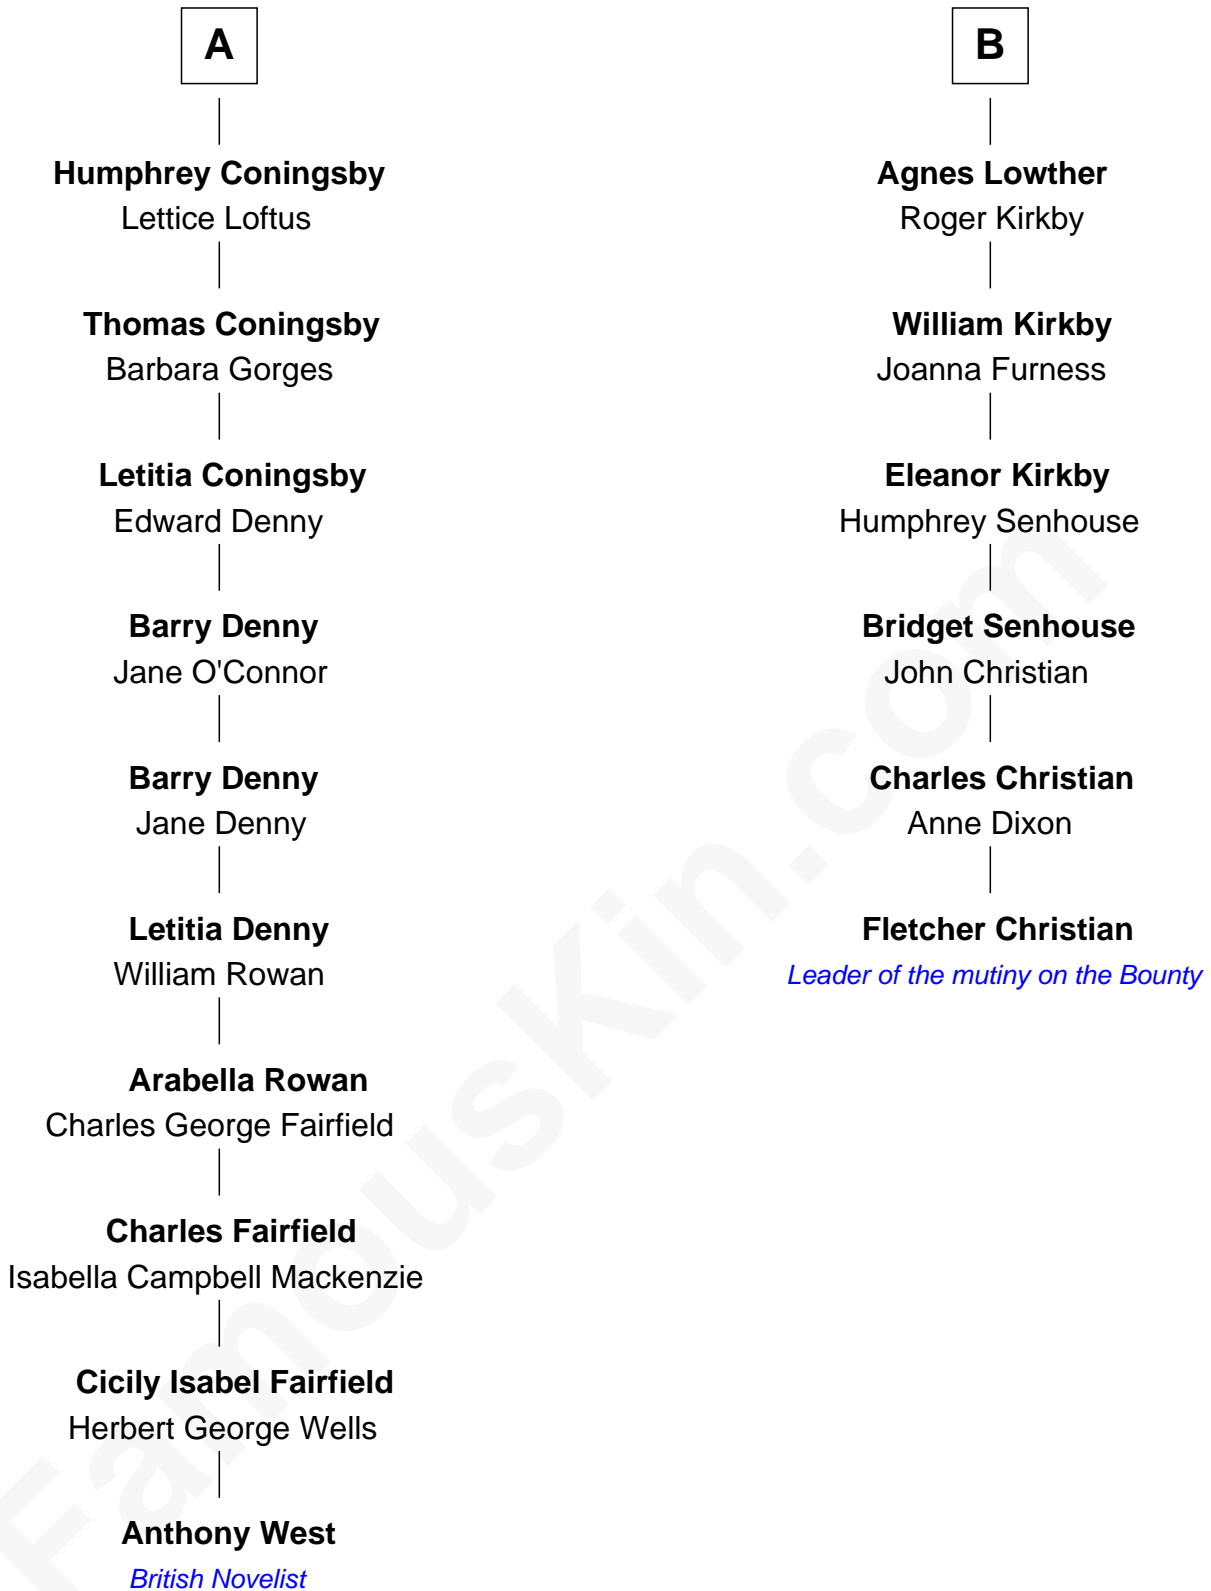 A
Humphrey Coningsby
Lettice Loftus
Thomas Coningsby
Barbara Gorges
Letitia Coningsby
Edward Denny
Barry Denny
Jane O'Connor
Barry Denny
Jane Denny
Letitia Denny
William Rowan
Arabella Rowan
Charles George Fairfield
Charles Fairfield
Isabella Campbell Mackenzie
Cicily Isabel Fairfield
Herbert George Wells
Anthony West
British Novelist
B
Agnes Lowther
Roger Kirkby
William Kirkby
Joanna Furness
Eleanor Kirkby
Humphrey Senhouse
Bridget Senhouse
John Christian
Charles Christian
Anne Dixon
Fletcher Christian
Leader of the mutiny on the Bounty
FamousKin.com